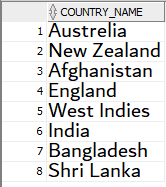 COUNTRY_NAME
1 Austrelia
2 New Zealand
3 Afghanistan
4 England
5 West Indies
6 India
7 Bangladesh
8 Shri Lanka